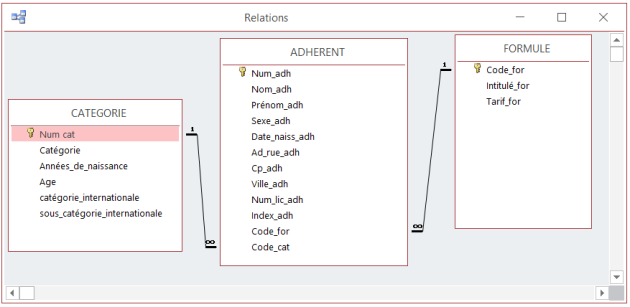 Relations
CATEGORIE
Num cat
Catégorie
Années_de_naissance
Age
catégorie_internationale
sous_catégorie_internationale
1
∞
ADHERENT
Num_adh
Nom_adh
Prénom_adh
Sexe_adh
Date_naiss_adh
Ad_rue_adh
Cp_adh
Ville_adh
Num_lic_adh
Index_adh
Code_for
Code_cat
1
∞
FORMULE
Code_for
Intitulé_for
Tarif_for